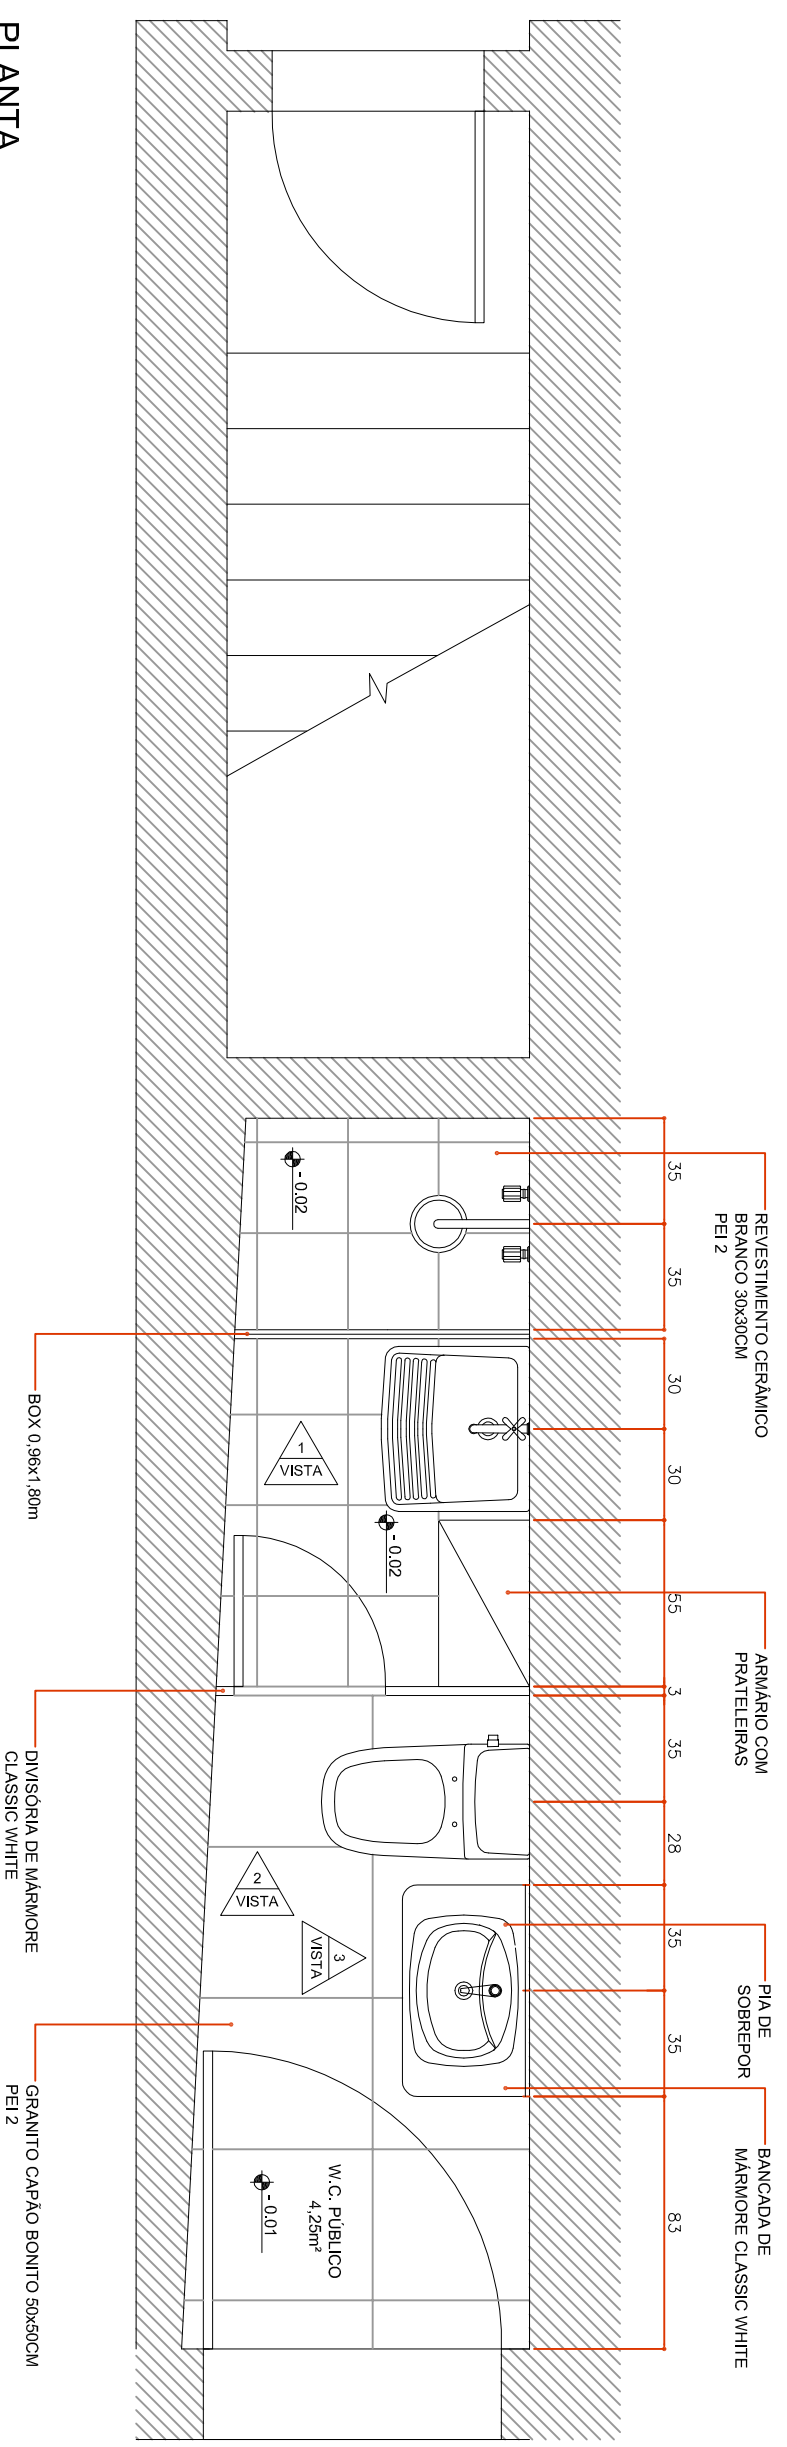 PLANTA
REVESTIMENTO CERÂMICO
BRANCO 30x30CM
PEI 2
ARMÁRIO COM
PRATELEIRAS
PIA DE
SOBREPOR
BANCADA DE
MÁRMORE CLASSIC WHITE
35
35
30
30
55
3
35
28
35
35
83
- 0.02
1
VISTA
- 0.02
2
VISTA
3
VISTA
W.C. PÚBLICO
4,25m²
- 0.01
BOX 0,96x1,80m
DIVISÓRIA DE MÁRMORE
CLASSIC WHITE
GRANITO CAPÃO BONITO 50x50CM
PEI 2